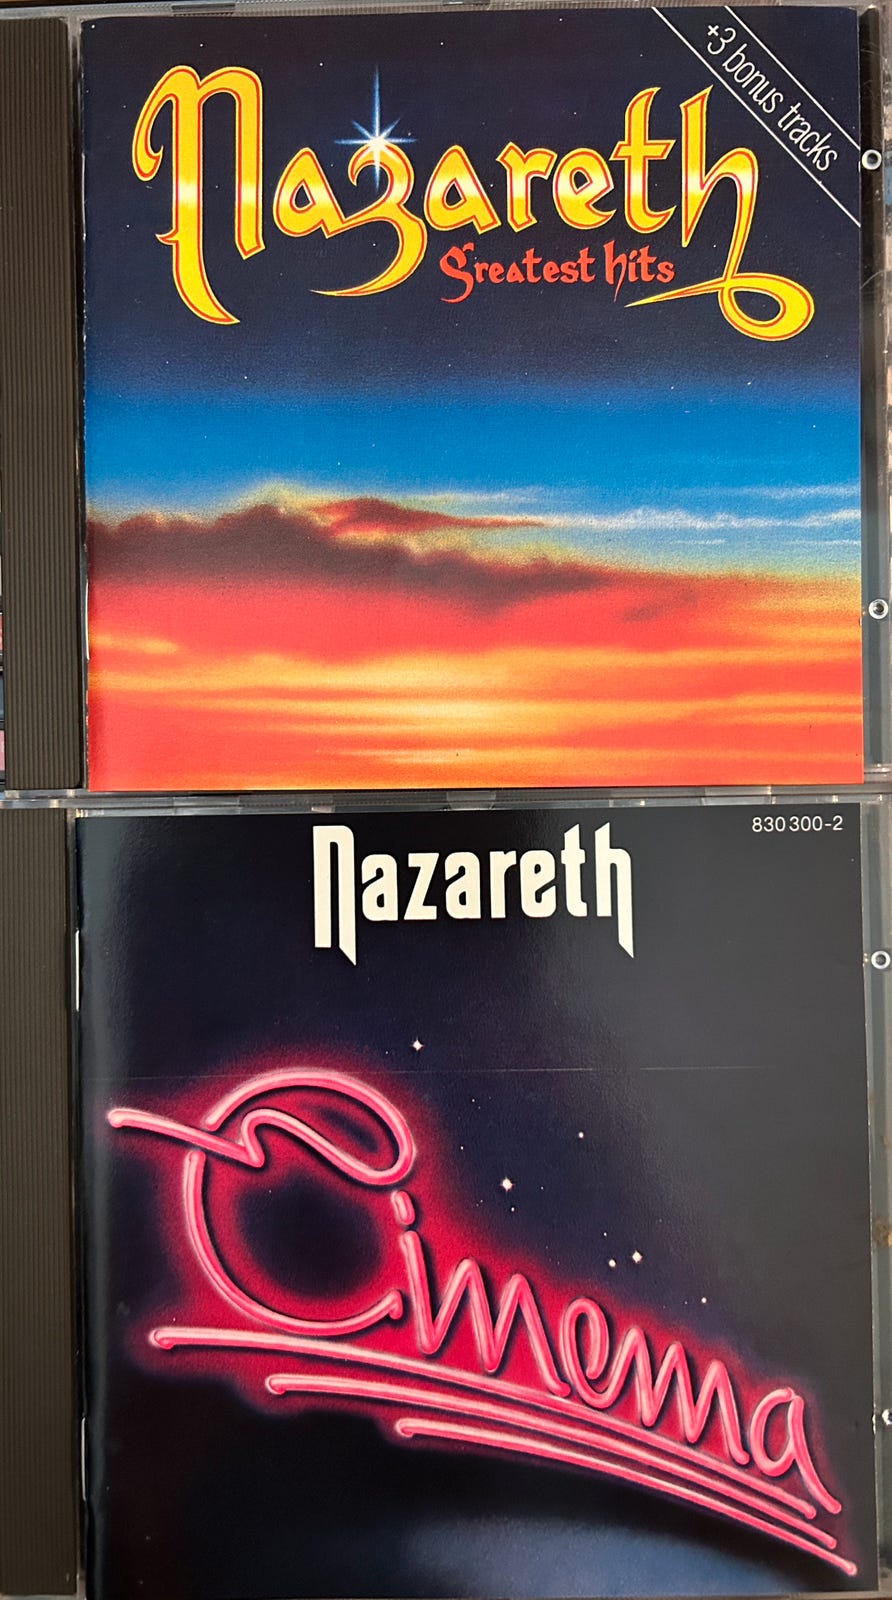 +3 bonus tracks
Nazareth
Greatest hits
830 300-2
Nazareth
Cinema